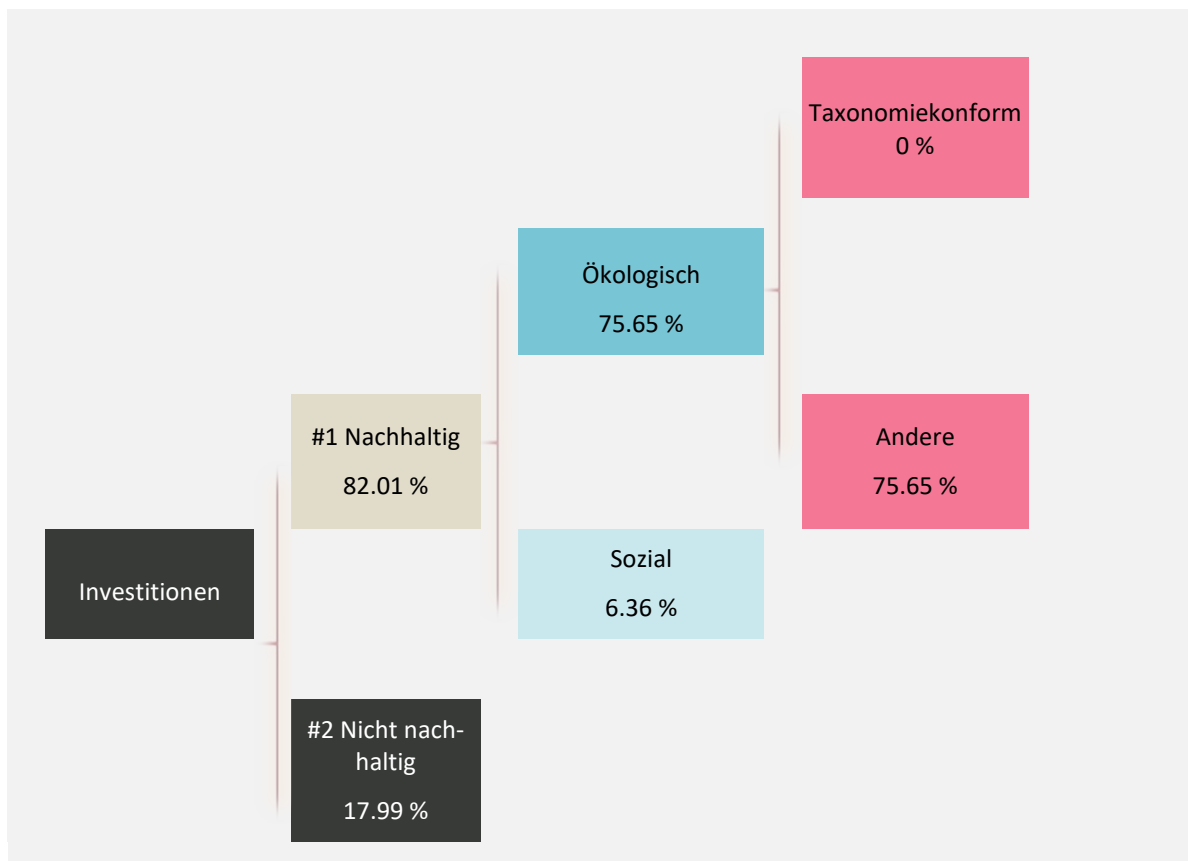 Taxonomiekonform
0 %
Ökologisch
75.65 %
#1 Nachhaltig
82.01 %
Andere
75.65 %
Investitionen
Sozial
6.36 %
#2 Nicht nach-
haltig
17.99 %